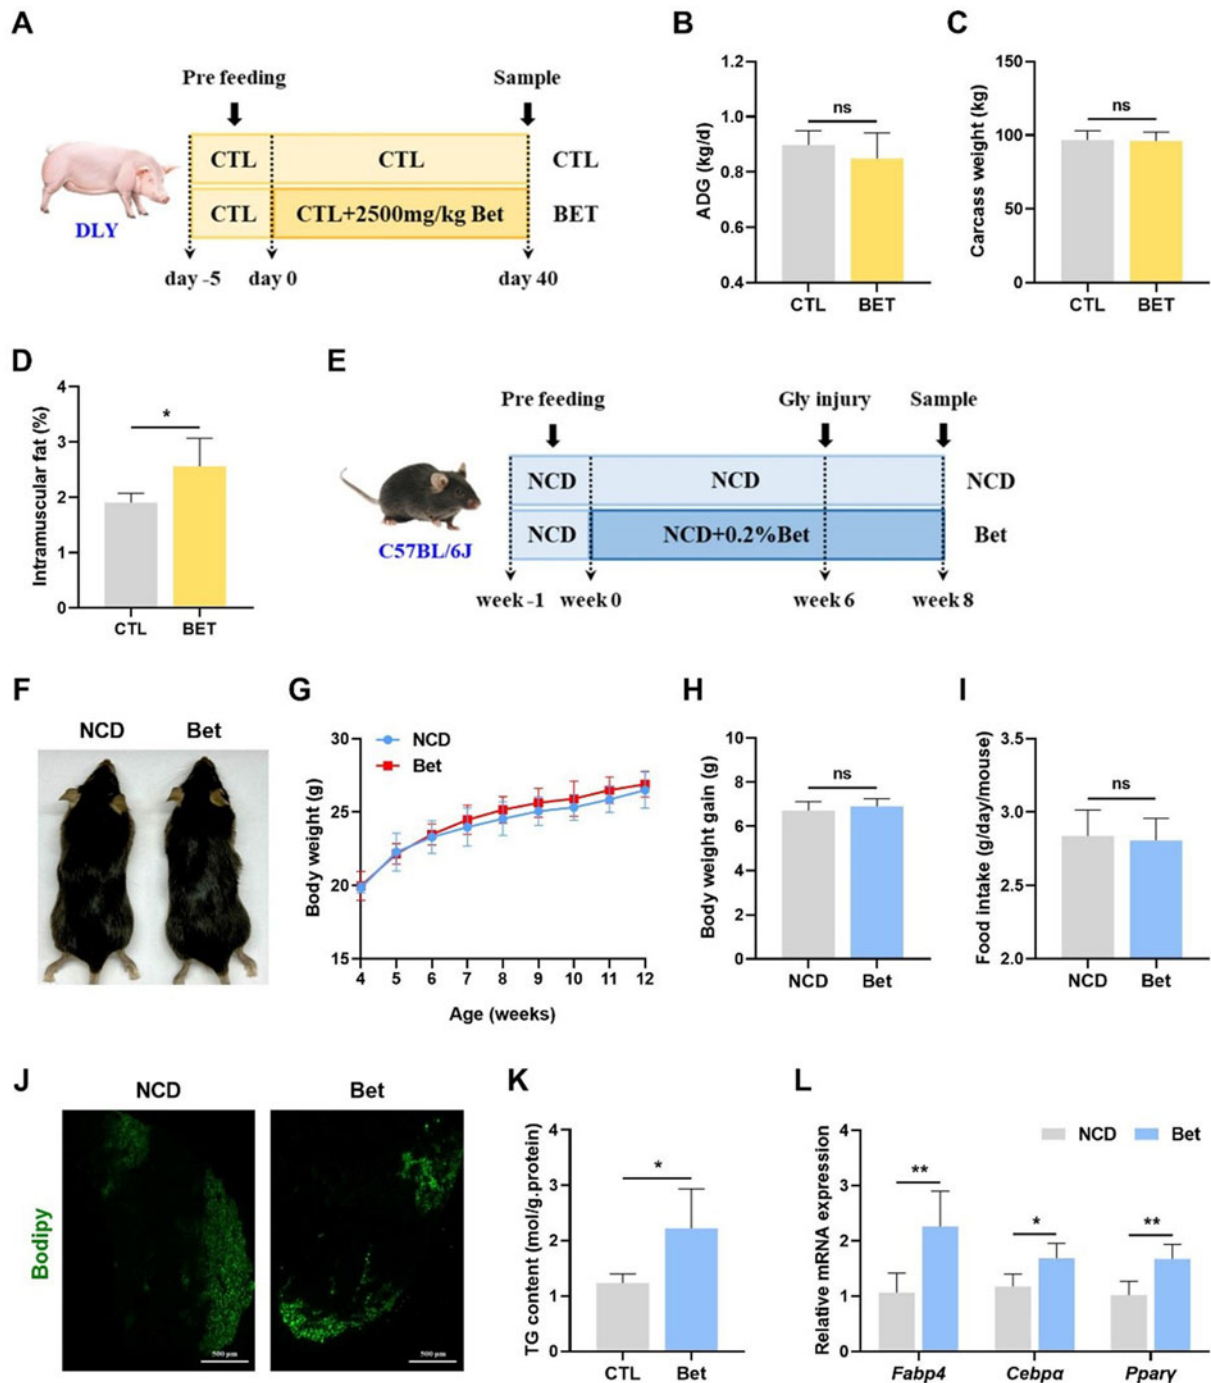 A
Pre feeding
Sample
CTL
CTL
CTL
CTL
CTL+2500mg/kg Bet
BET
DLY
day -5
day 0
day 40
B
ADG (kg/d)
1.2
1.0
0.8
0.6
0.4
ns
CTL
BET
C
Carcass weight (kg)
150
100
50
0
ns
CTL
BET
D
Intramuscular fat (%)
4
3
2
1
0
*
CTL
BET
E
Pre feeding
Gly injury
Sample
NCD
NCD
NCD
NCD
NCD+0.2%Bet
Bet
C57BL/6J
week -1
week 0
week 6
week 8
F
NCD
Bet
G
NCD
Bet
Body weight (g)
30
25
20
15
4
5
6
7
8
9
10
11
12
Age (weeks)
H
Body weight gain (g)
10
8
6
4
2
0
ns
NCD
Bet
I
Food intake (g/day/mouse)
3.5
3.0
2.5
2.0
ns
NCD
Bet
J
NCD
Bet
Bodipy
500 μm
500 μm
K
TG content (mol/g.protein)
4
3
2
1
0
*
CTL
Bet
L
NCD
Bet
Relative mRNA expression
4
3
2
1
0
**
*
**
Fabp4
Cebpα
Pparγ